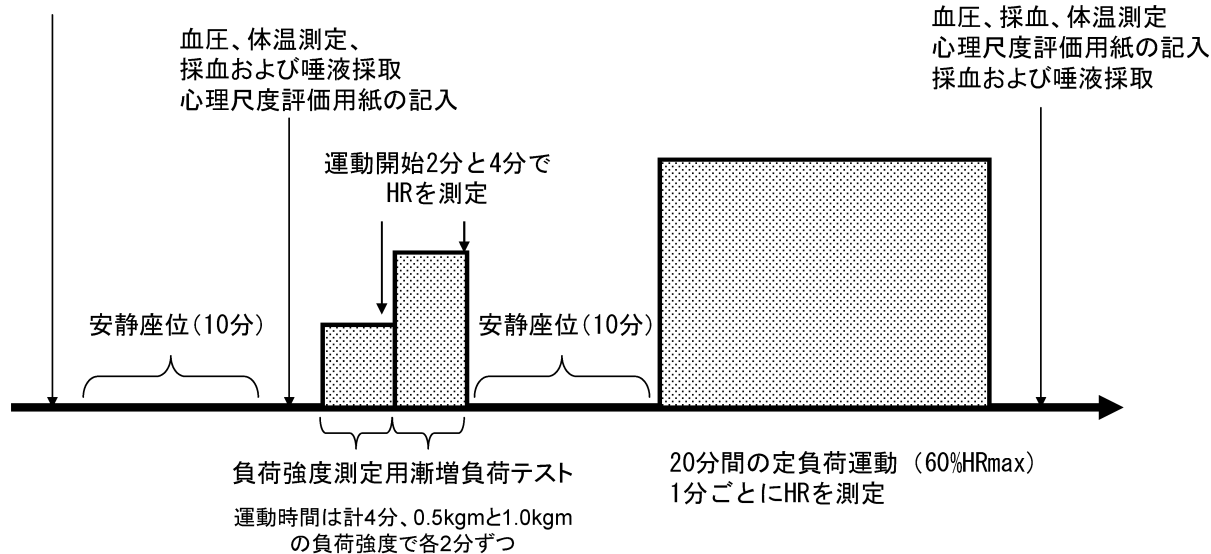 血圧、体温測定、
採血および唾液採取
心理尺度評価用紙の記入
血圧、採血、体温測定
心理尺度評価用紙の記入
採血および唾液採取
運動開始2分と4分で
HRを測定
安静座位（10分）
安静座位（10分）
負荷強度測定用漸増負荷テスト
運動時間は計4分、0.5kgmと1.0kgm
の負荷強度で各2分ずつ
20分間の定負荷運動（60%HRmax）
1分ごとにHRを測定